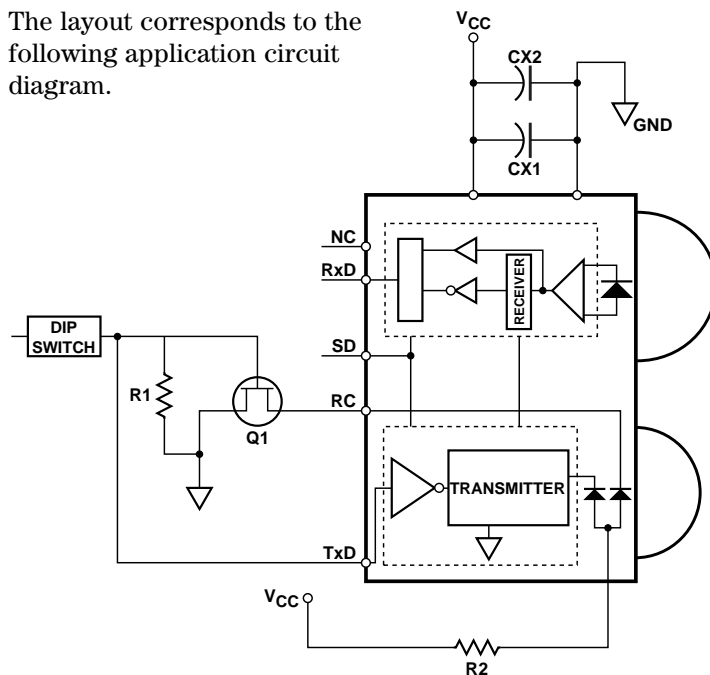 The layout corresponds to the
following application circuit
diagram.
VCC
CX2
GND
CX1
NC
RxD
RECEIVER
DIP
SWITCH
SD
R1
RC
Q1
TRANSMITTER
TxD
VCC
R2